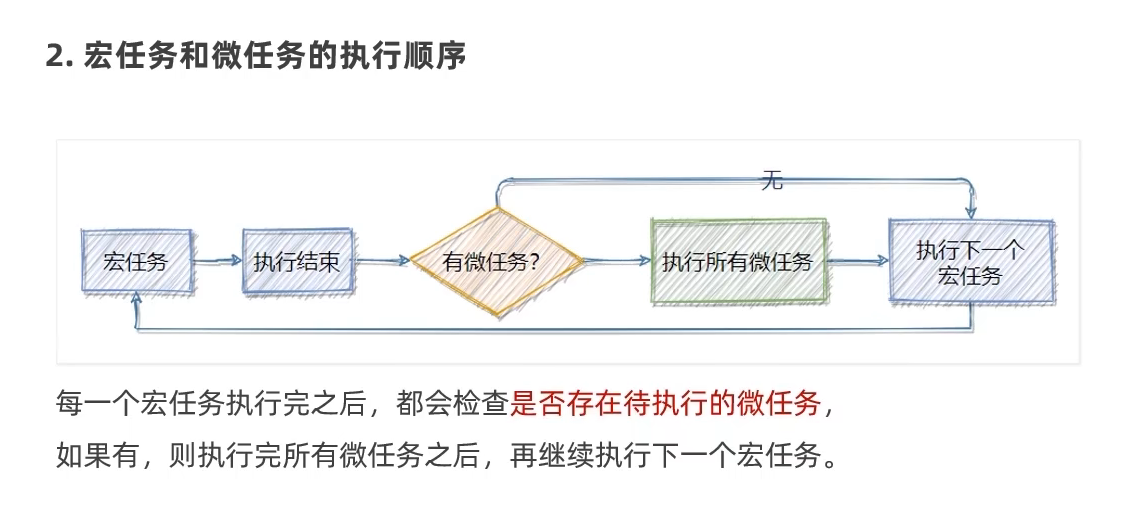 2. 宏任务和微任务的执行顺序
无
宏任务
执行结束
有微任务？
执行所有微任务
执行下一个
宏任务
每一个宏任务执行完之后，都会检查是否存在待执行的微任务，
如果有，则执行完所有微任务之后，再继续执行下一个宏任务。